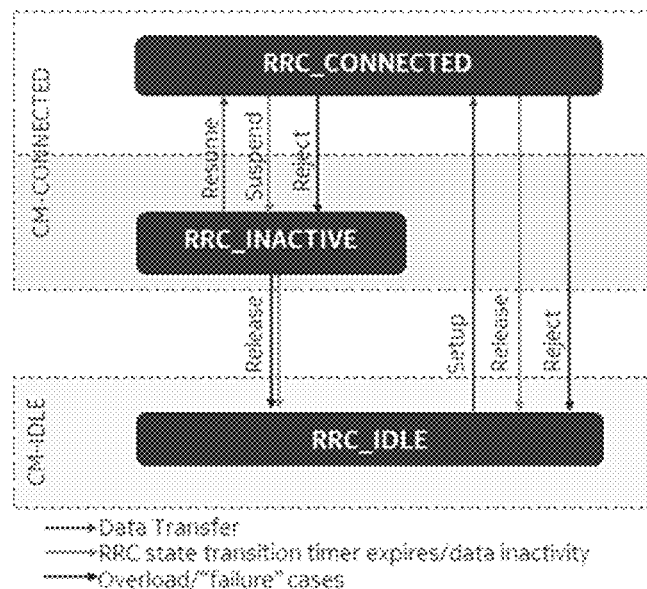 RRC_CONNECTED
CM-CONNECTED
Resume
Suspend
Reject
RRC_INACTIVE
Release
Setup
Release
Reject
CM-IDLE
RRC_IDLE
Data Transfer
RRC state transition timer expires/data inactivity
Overload/"failure" cases